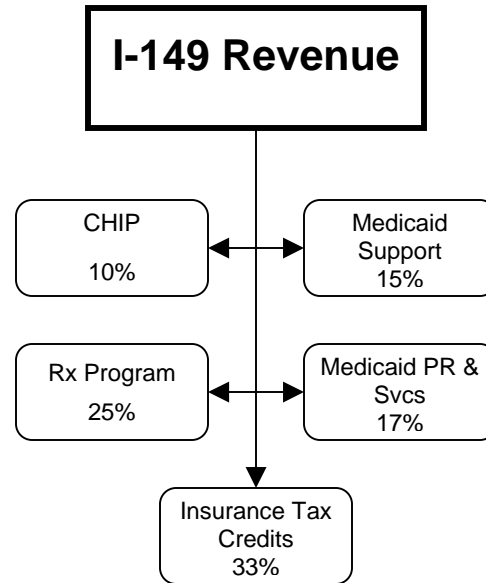 I-149 Revenue
CHIP
10%
Medicaid
Support
15%
Rx Program
25%
Medicaid PR &
Svcs
17%
Insurance Tax
Credits
33%